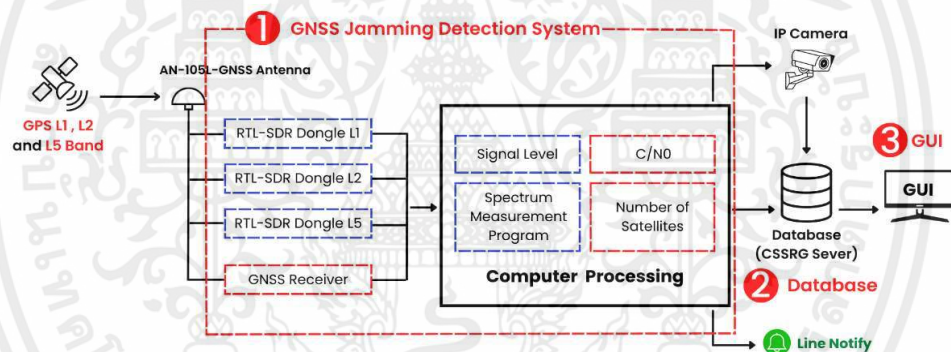 1 GNSS Jamming Detection System
AN-105L-GNSS Antenna
GPS L1 , L2
and L5 Band
RTL-SDR Dongle L1
RTL-SDR Dongle L2
RTL-SDR Dongle L5
GNSS Receiver
Signal Level
C/N0
Spectrum
Measurement
Program
Number of
Satellites
Computer Processing
IP Camera
Database
(CSSRG Sever)
2 Database
3 GUI
GUI
Line Notify